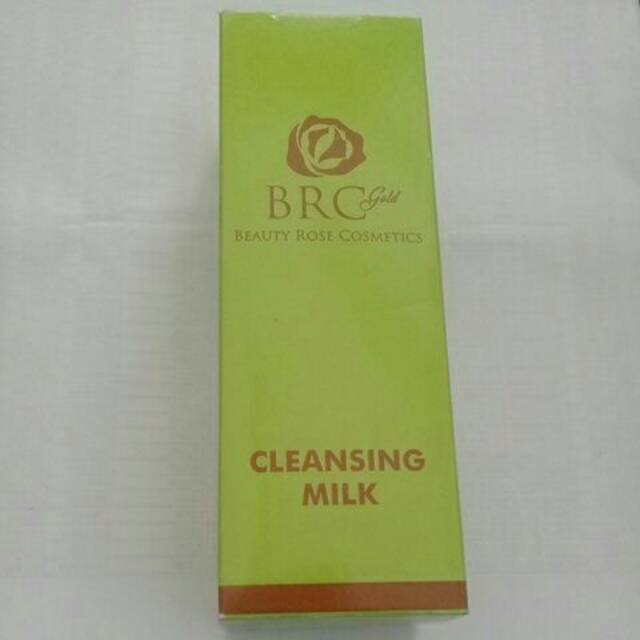 BRC Gold
BEAUTY ROSE COSMETICS
CLEANSING
MILK